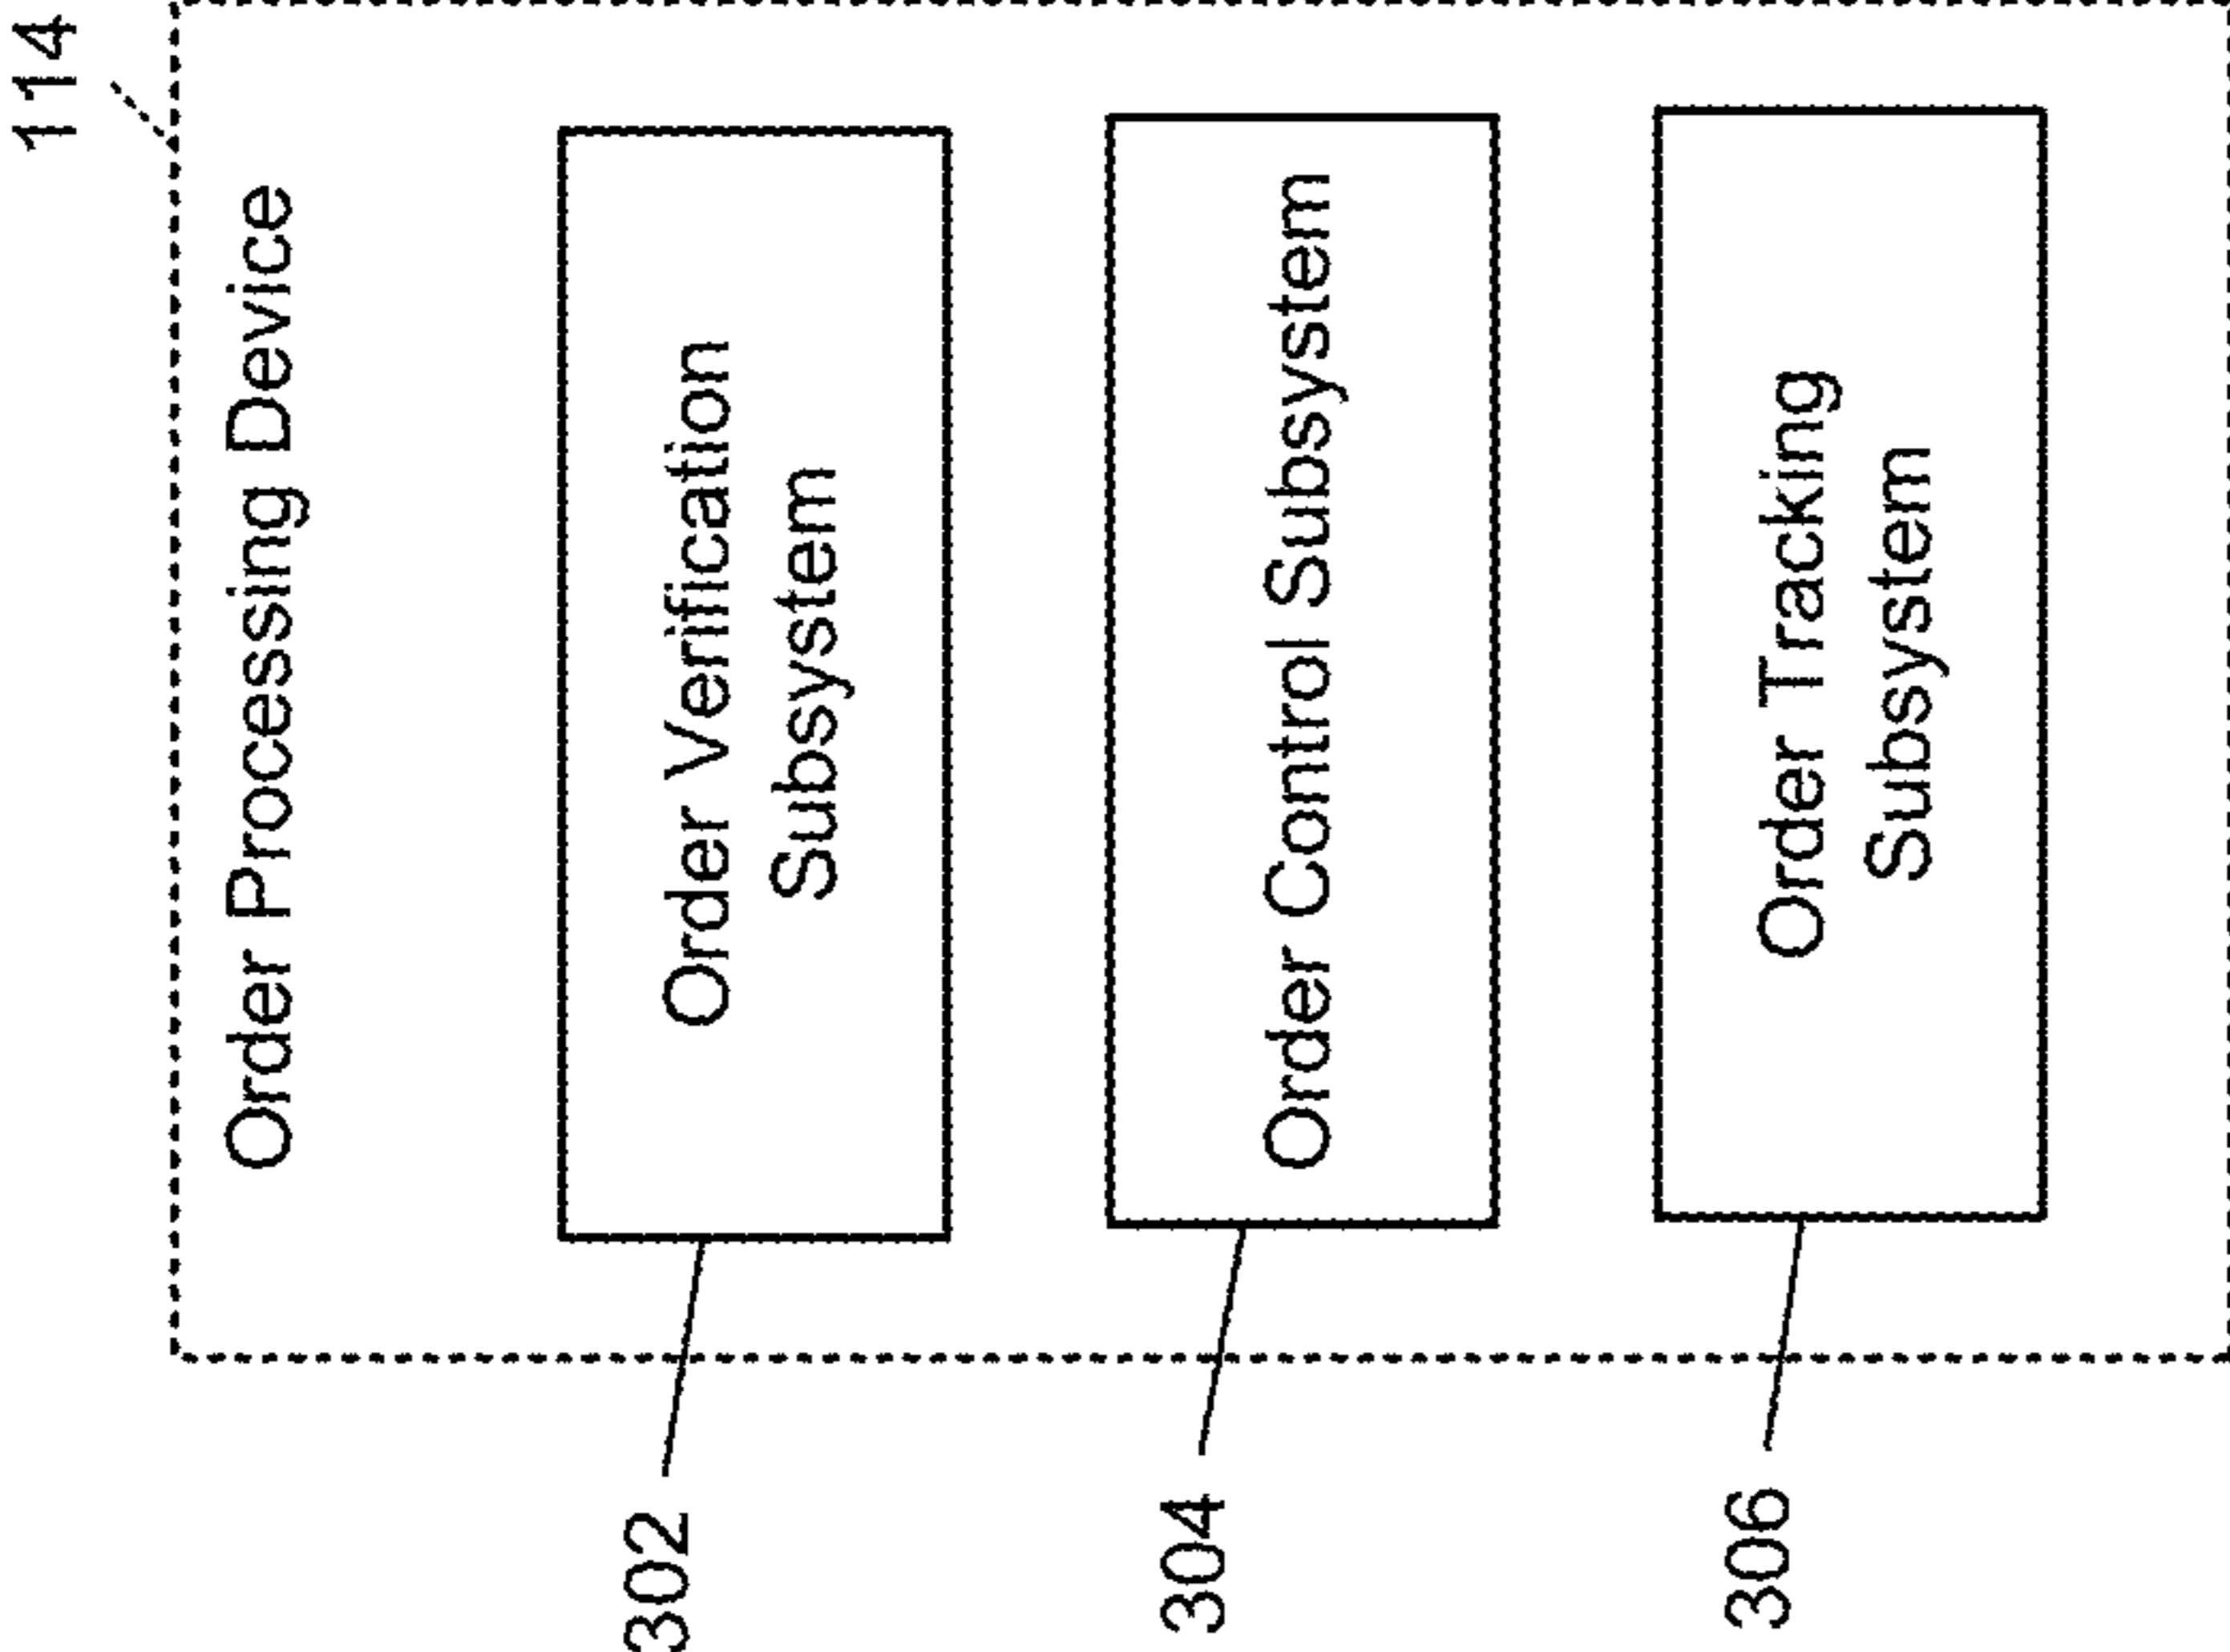 114
Order Processing Device
302
Order Verification
Subsystem
304
Order Control Subsystem
306
Order Tracking
Subsystem